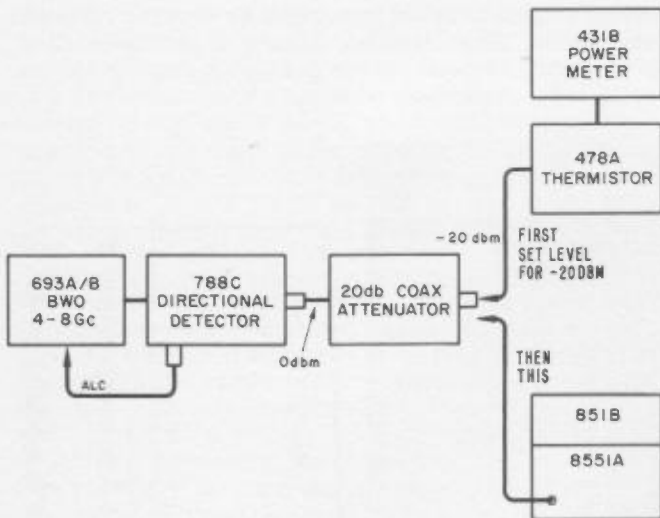 431B
POWER
METER
478A
THERMISTOR
-20 dbm
FIRST
SET LEVEL
FOR -20DBM
693A/B
BWO
4-8Gc
788C
DIRECTIONAL
DETECTOR
20db COAX
ATTENUATOR
0dbm
ALC
THEN
THIS
851B
8551A